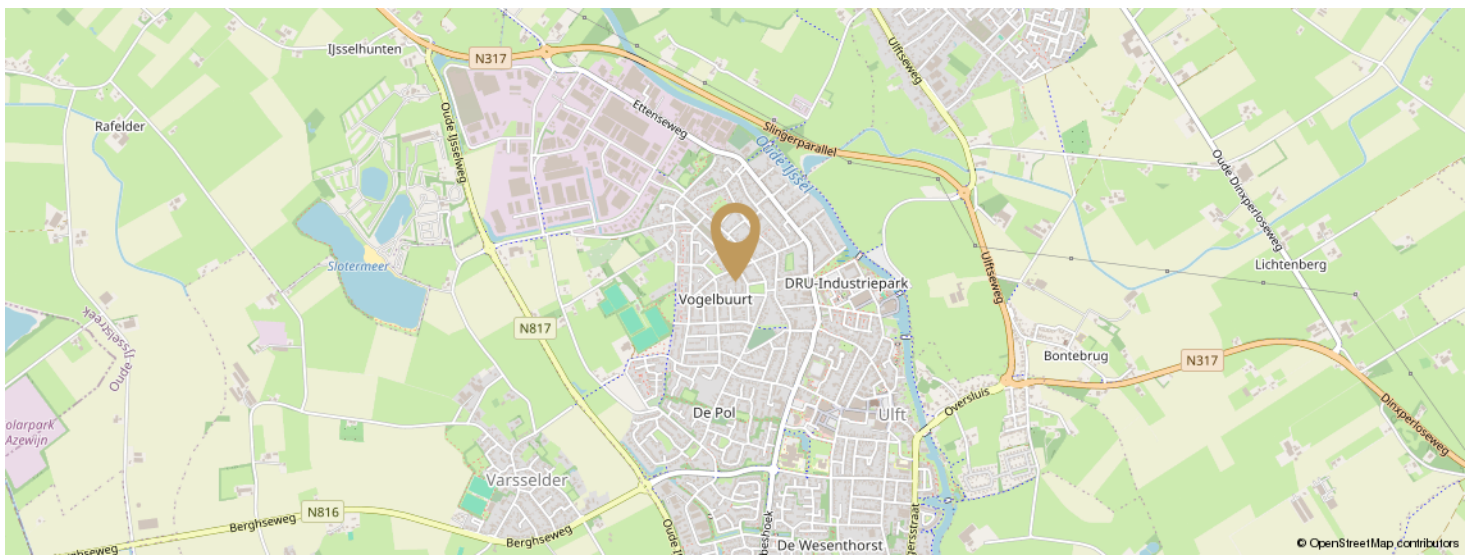 IJsselhunten
N317
Ulftseweg
Rafelder
Oude IJsselweg
Ettenseweg
Slingerparallel
Oude IJssel
Oude Dinxperloseweg
Slotermeer
Vogelbuurt
DRU-Industriepark
Ulftseweg
Lichtenberg
Oude IJsselstreek
N817
Bontebrug
N317
De Pol
Ulft
Oversluis
Dinxperloseweg
olarpark
Azewijn
Varsselder
N816
Berghseweg
Berghseweg
De Wesenthorst
© OpenStreetMap contributors